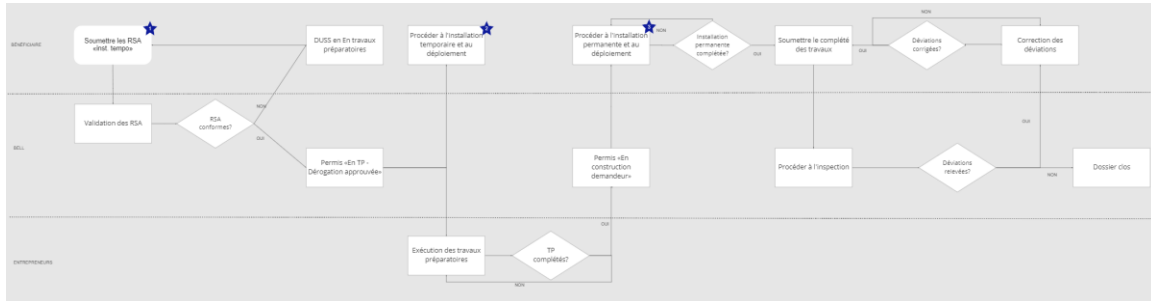 BÉNÉFICIAIRE
Soumettre les RSA
«Inst. tempo»
1
DUSS en En travaux
préparatoires
Procéder à l'installation
temporaire et au
déploiement
2
Procéder à l'installation
permanente et au
déploiement
3
NON
Installation
permanente
complétée?
OUI
Soumettre le complété
des travaux
OUI
NON
Déviations
corrigées?
Correction des
déviations
BELL
Validation des RSA
RSA
conformes?
NON
OUI
Permis «En TP -
Dérogation approuvée»
Permis «En
construction
demandeur»
Procéder à l'inspection
Déviations
relevées?
OUI
NON
Dossier clos
ENTREPRENEURS
Exécution des travaux
préparatoires
TP
complétés?
OUI
NON